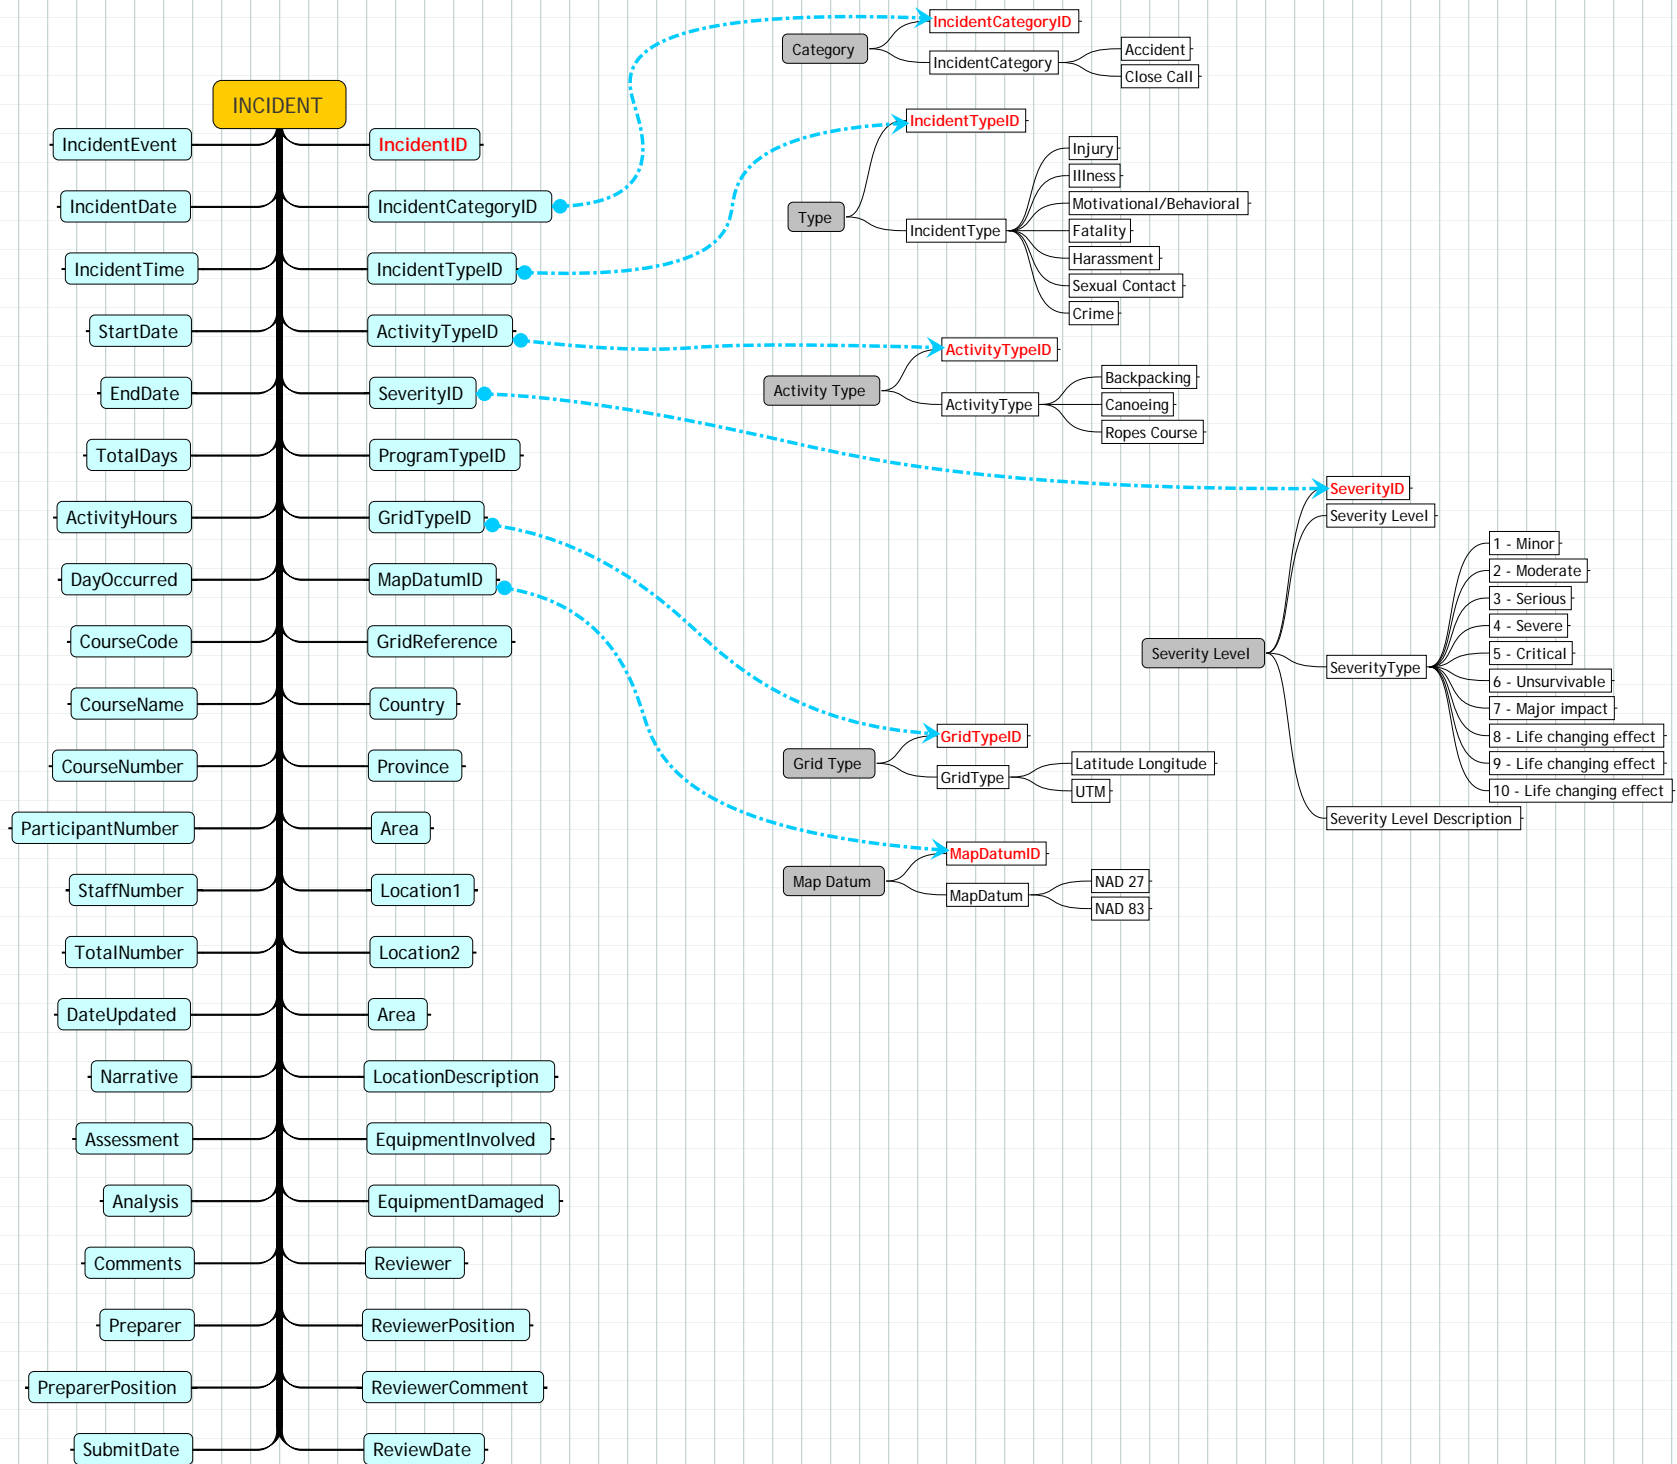 INCIDENT
IncidentEvent
IncidentDate
IncidentTime
StartDate
EndDate
TotalDays
ActivityHours
DayOccurred
CourseCode
CourseName
CourseNumber
ParticipantNumber
StaffNumber
TotalNumber
DateUpdated
Narrative
Assessment
Analysis
Comments
Preparer
PreparerPosition
SubmitDate
IncidentID
IncidentCategoryID
IncidentTypeID
ActivityTypeID
SeverityID
ProgramTypeID
GridTypeID
MapDatumID
GridReference
Country
Province
Area
Location1
Location2
Area
LocationDescription
EquipmentInvolved
EquipmentDamaged
Reviewer
ReviewerPosition
ReviewerComment
ReviewDate
Category
IncidentCategoryID
IncidentCategory
Accident
Close Call
Type
IncidentTypeID
IncidentType
Injury
Illness
Motivational/Behavioral
Fatality
Harassment
Sexual Contact
Crime
Activity Type
ActivityTypeID
ActivityType
Backpacking
Canoeing
Ropes Course
Severity Level
SeverityID
Severity Level
SeverityType
1 - Minor
2 - Moderate
3 - Serious
4 - Severe
5 - Critical
6 - Unsurvivable
7 - Major impact
8 - Life changing effect
9 - Life changing effect
10 - Life changing effect
Severity Level Description
Grid Type
GridTypeID
GridType
Latitude Longitude
UTM
Map Datum
MapDatumID
MapDatum
NAD 27
NAD 83